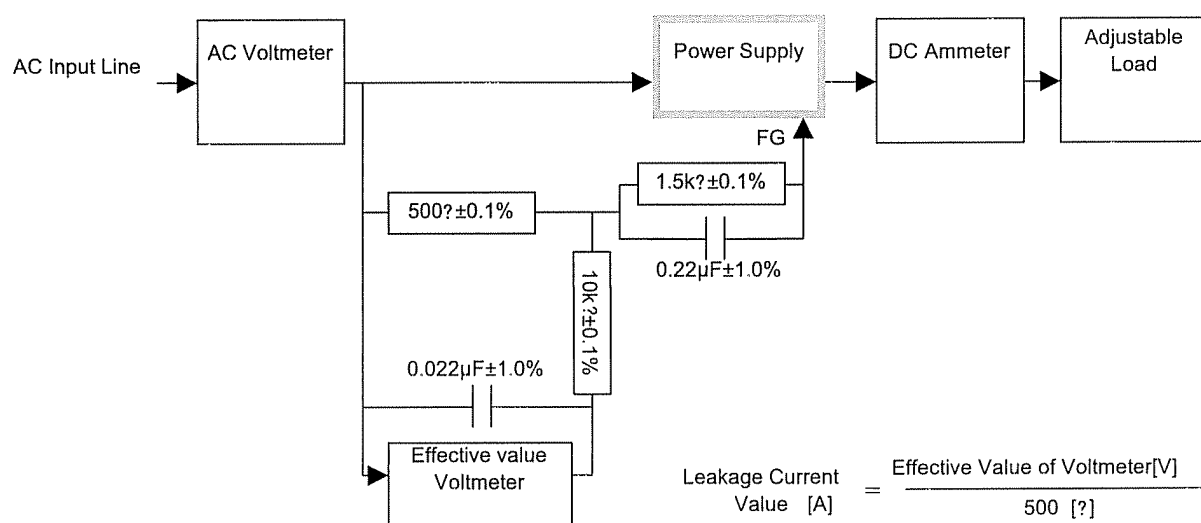 AC Input Line
AC Voltmeter
Power Supply
DC Ammeter
Adjustable
Load
FG
1.5k?±0.1%
500?±0.1%
0.22µF±1.0%
10k?±0.1%
0.022µF±1.0%
Effective value
Voltmeter
Leakage Current
Value [A]
=
Effective Value of Voltmeter[V]
500 [?]